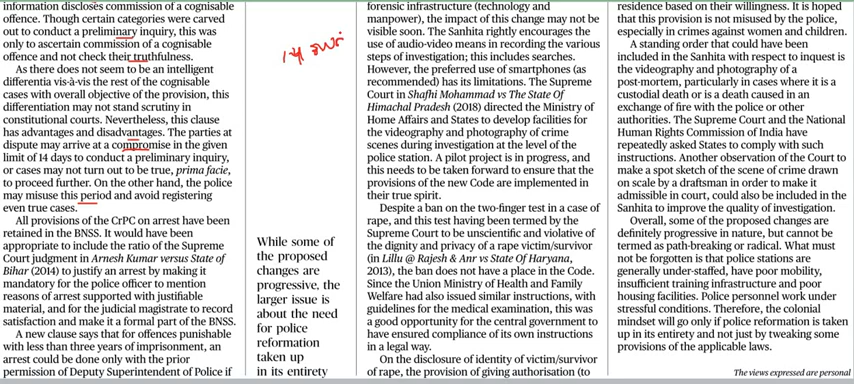 information discloses commission of a cognisable
offence. Though certain categories were carved
out to conduct a preliminary inquiry, this was
only to ascertain commission of a cognisable
offence and not check their truthfulness.
As there does not seem to be an intelligent
differentia vis-à-vis the rest of the cognisable
cases with overall objective of the provision, this
differentiation may not stand scrutiny in
constitutional courts. Nevertheless, this clause
has advantages and disadvantages. The parties at
dispute may arrive at a compromise in the given
limit of 14 days to conduct a preliminary inquiry,
or cases may not turn out to be true, prima facie,
to proceed further. On the other hand, the police
may misuse this period and avoid registering
even true cases.
All provisions of the CrPC on arrest have been
retained in the BNSS. It would have been
appropriate to include the ratio of the Supreme
Court judgment in Arnesh Kumar versus State of
Bihar (2014) to justify an arrest by making it
mandatory for the police officer to mention
reasons of arrest supported with justifiable
material, and for the judicial magistrate to record
satisfaction and make it a formal part of the BNSS.
A new clause says that for offences punishable
with less than three years of imprisonment, an
arrest could be done only with the prior
permission of Deputy Superintendent of Police if
While some of
the proposed
changes are
progressive, the
larger issue is
about the need
for police
reformation
taken up
in its entirety
forensic infrastructure (technology and
manpower), the impact of this change may not be
visible soon. The Sanhita rightly encourages the
use of audio-video means in recording the various
steps of investigation; this includes searches.
However, the preferred use of smartphones (as
recommended) has its limitations. The Supreme
Court in Shafhi Mohammad vs The State Of
Himachal Pradesh (2018) directed the Ministry of
Home Affairs and States to develop facilities for
the videography and photography of crime
scenes during investigation at the level of the
police station. A pilot project is in progress, and
this needs to be taken forward to ensure that the
provisions of the new Code are implemented in
their true spirit.
Despite a ban on the two-finger test in a case of
rape, and this test having been termed by the
Supreme Court to be unscientific and violative of
the dignity and privacy of a rape victim/survivor
(in Lillu @ Rajesh & Anr vs State Of Haryana,
2013), the ban does not have a place in the Code.
Since the Union Ministry of Health and Family
Welfare had also issued similar instructions, with
guidelines for the medical examination, this was
a good opportunity for the central government to
have ensured compliance of its own instructions
in a legal way.
On the disclosure of identity of victim/survivor
of rape, the provision of giving authorisation (to
residence based on their willingness. It is hoped
that this provision is not misused by the police,
especially in crimes against women and children.
A standing order that could have been
included in the Sanhita with respect to inquest is
the videography and photography of a
post-mortem, particularly in cases where it is a
custodial death or is a death caused in an
exchange of fire with the police or other
authorities. The Supreme Court and the National
Human Rights Commission of India have
repeatedly asked States to comply with such
instructions. Another observation of the Court to
make a spot sketch of the scene of crime drawn
on scale by a draftsman in order to make it
admissible in court, could also be included in the
Sanhita to improve the quality of investigation.
Overall, some of the proposed changes are
definitely progressive in nature, but cannot be
termed as path-breaking or radical. What must
not be forgotten is that police stations are
generally under-staffed, have poor mobility,
insufficient training infrastructure and poor
housing facilities. Police personnel work under
stressful conditions. Therefore, the colonial
mindset will go only if police reformation is taken
up in its entirety and not just by tweaking some
provisions of the applicable laws.
The views expressed are personal